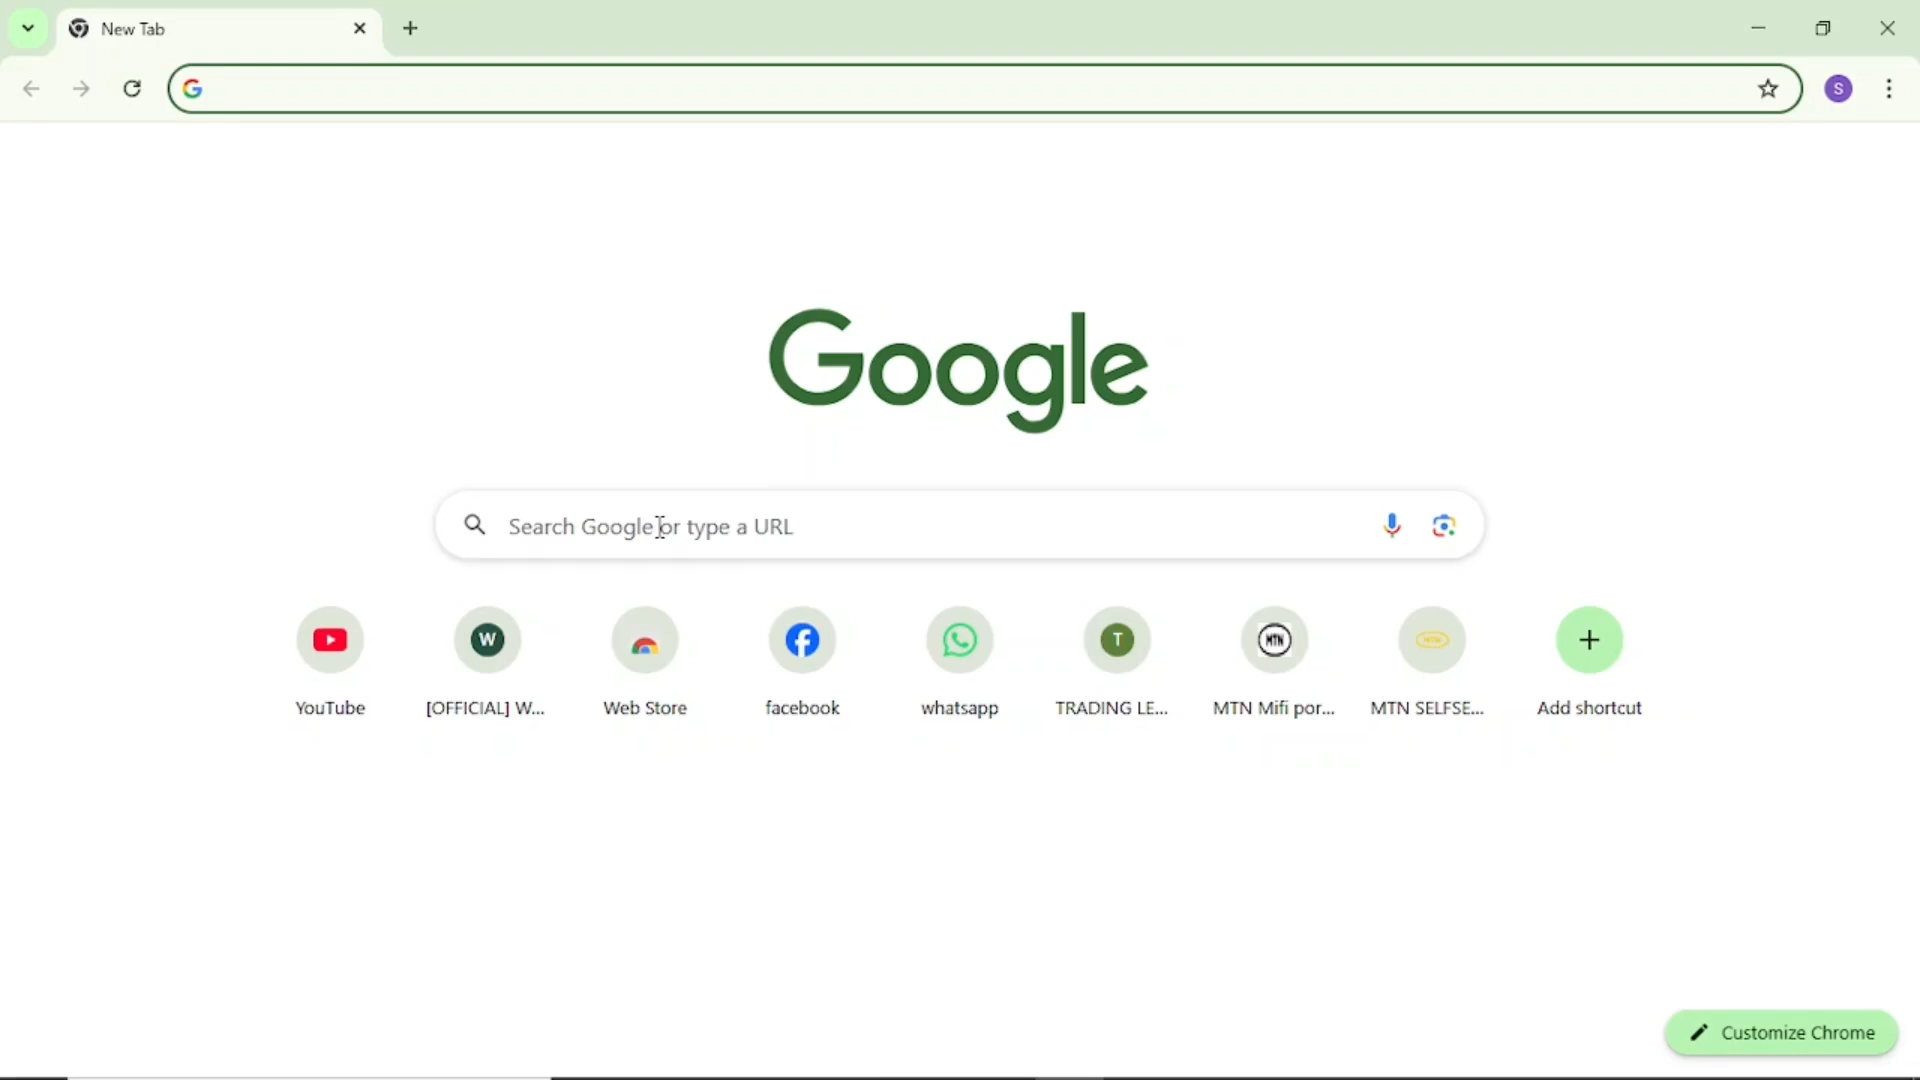 New Tab
S
Google
Search Google or type a URL
W
T
MTN
YouTube
[OFFICIAL] W...
Web Store
facebook
whatsapp
TRADING LE...
MTN Mifi por...
MTN SELFSE...
Add shortcut
Customize Chrome